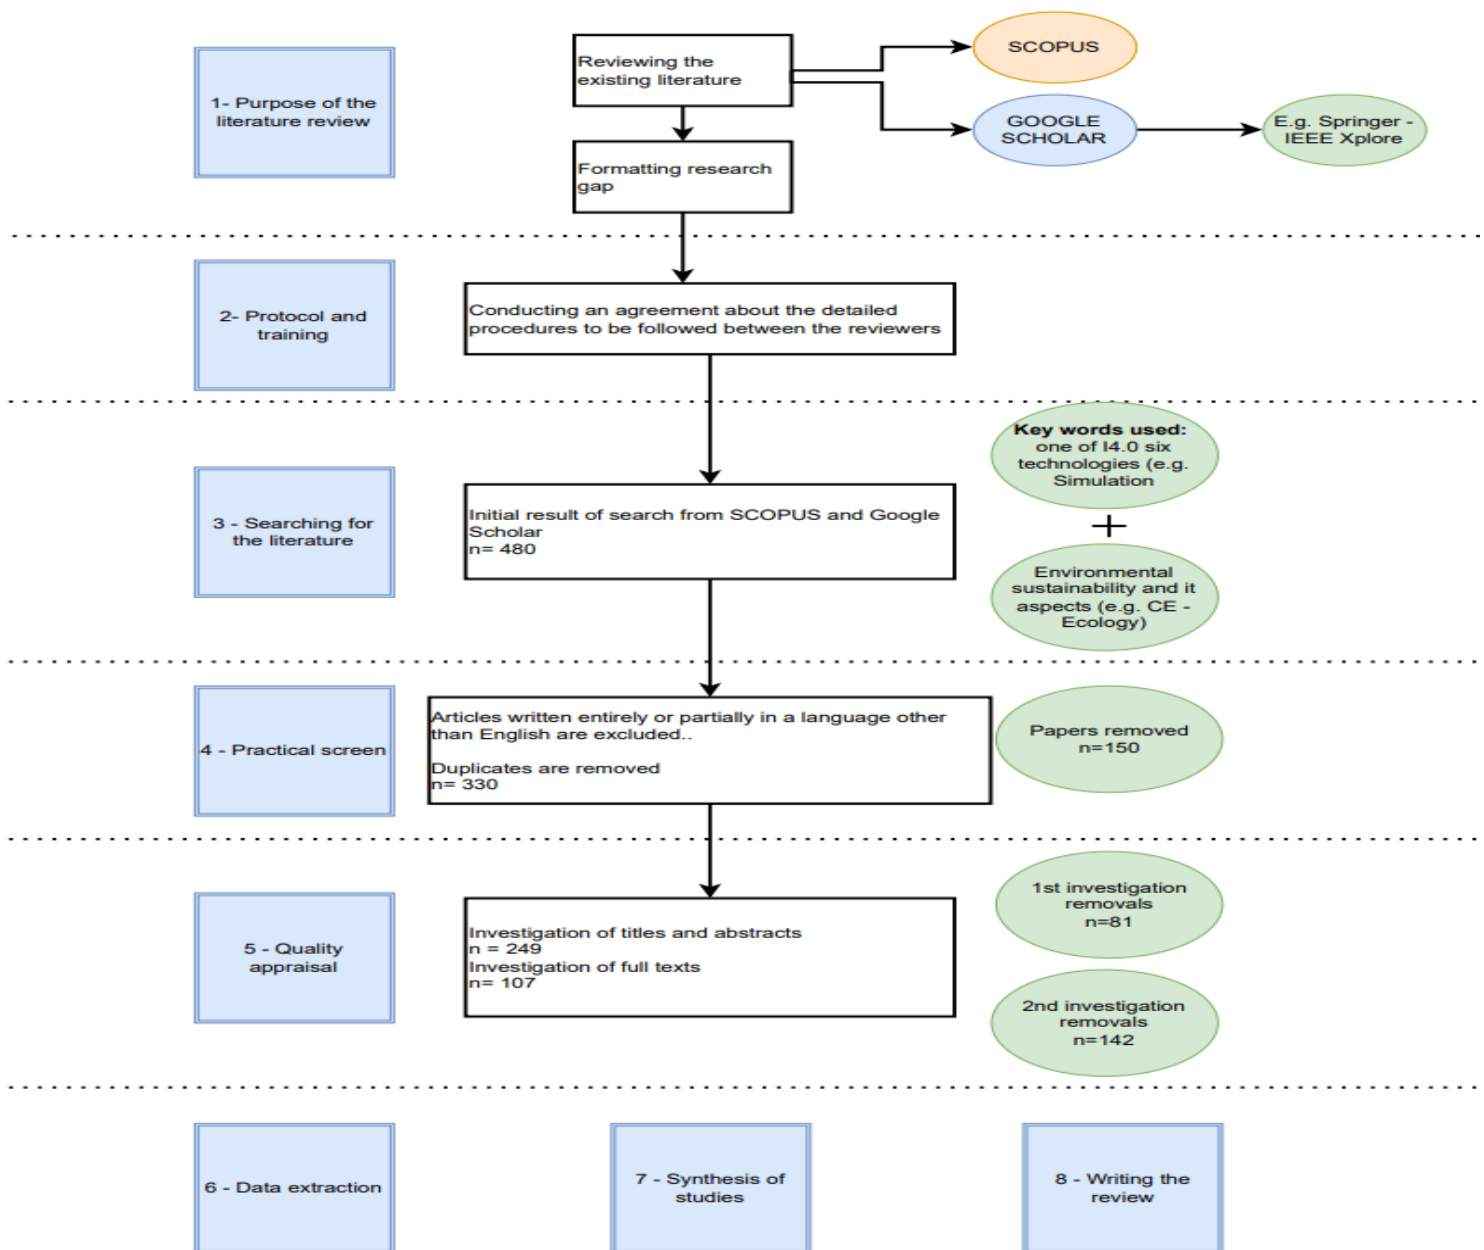 1- Purpose of the
literature review
Reviewing the
existing literature
SCOPUS
GOOGLE
SCHOLAR
E.g. Springer -
IEEE Xplore
Formatting research
gap
2- Protocol and
training
Conducting an agreement about the detailed
procedures to be followed between the reviewers
3 - Searching for
the literature
Initial result of search from SCOPUS and Google
Scholar
n= 480
Key words used:
one of I4.0 six
technologies (e.g.
Simulation
+
Environmental
sustainability and it
aspects (e.g. CE -
Ecology)
4 - Practical screen
Articles written entirely or partially in a language other
than English are excluded..
Duplicates are removed
n= 330
Papers removed
n=150
5 - Quality
appraisal
Investigation of titles and abstracts
n = 249
Investigation of full texts
n= 107
1st investigation
removals
n=81
2nd investigation
removals
n=142
6 - Data extraction
7 - Synthesis of
studies
8 - Writing the
review